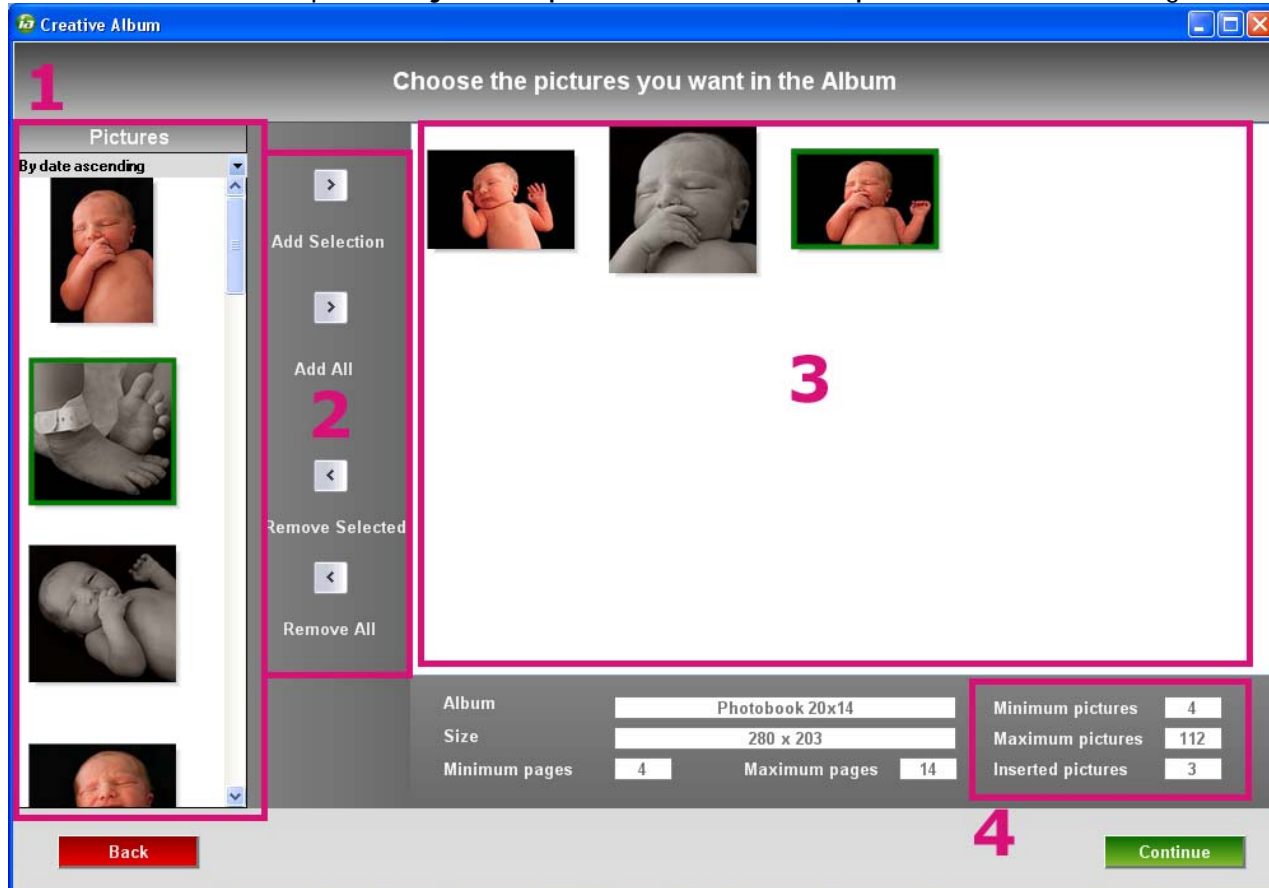 Creative Album
Choose the pictures you want in the Album
1
Pictures
By date ascending
>
Add Selection
>
Add All
2
<
Remove Selected
<
Remove All
3
Album Photobook 20x14
Size 280 x 203
Minimum pages 4 Maximum pages 14
Minimum pictures 4
Maximum pictures 112
Inserted pictures 3
4
Back
Continue